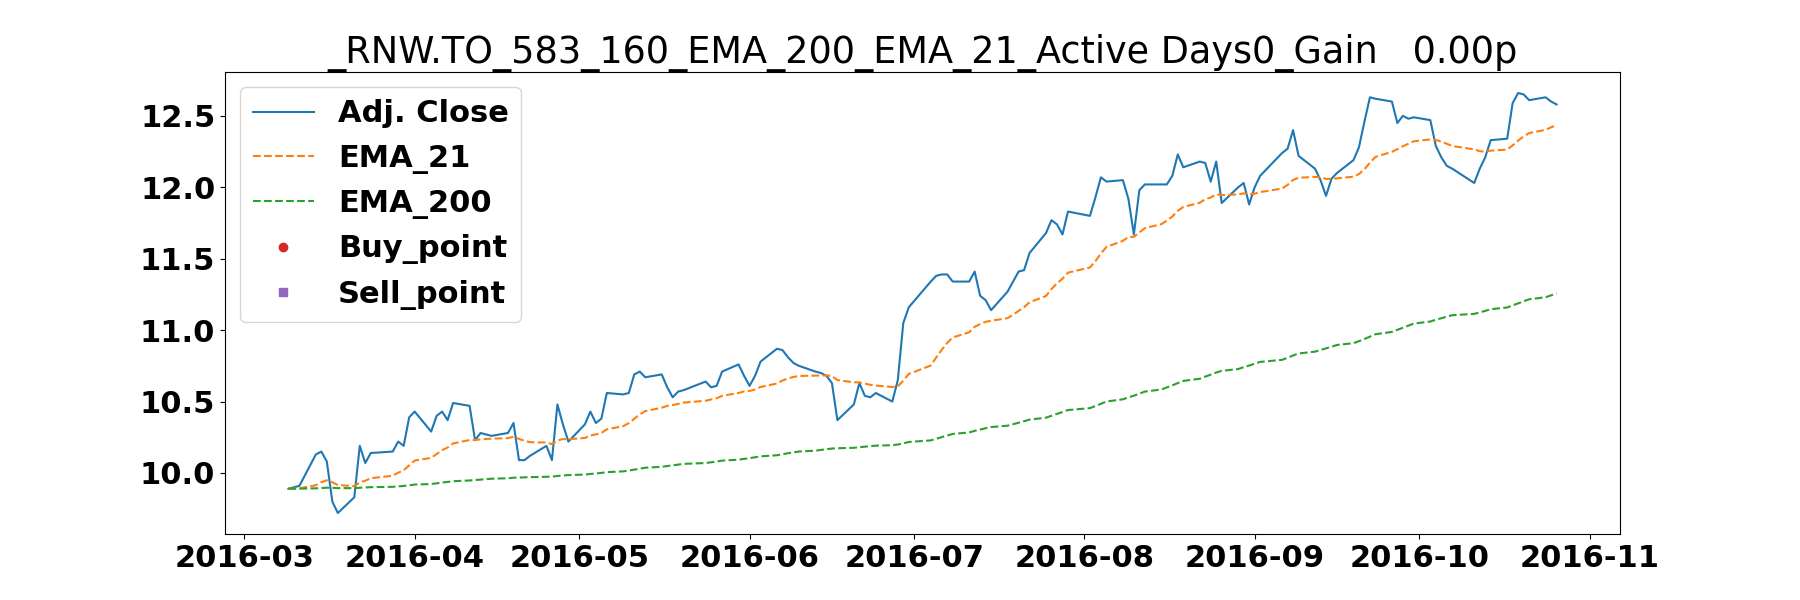 _RNW.TO_583_160_EMA_200_EMA_21_Active Days0_Gain   0.00p
Adj. Close
EMA_21
EMA_200
Buy_point
Sell_point
12.5
12.0
11.5
11.0
10.5
10.0
2016-03 2016-04 2016-05 2016-06 2016-07 2016-08 2016-09 2016-10 2016-11